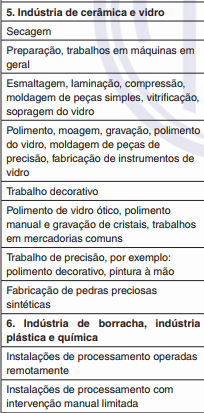 5. Indústria de cerâmica e vidro
Secagem
Preparação, trabalhos em máquinas em
geral
Esmaltagem, laminação, compressão,
moldagem de peças simples, vitrificação,
sopragem do vidro
Polimento, moagem, gravação, polimento
do vidro, moldagem de peças de
precisão, fabricação de instrumentos de
vidro
Trabalho decorativo
Polimento de vidro ótico, polimento
manual e gravação de cristais, trabalhos
em mercadorias comuns
Trabalho de precisão, por exemplo:
polimento decorativo, pintura à mão
Fabricação de pedras preciosas
sintéticas
6. Indústria de borracha, indústria
plástica e química
Instalações de processamento operadas
remotamente
Instalações de processamento com
intervenção manual limitada